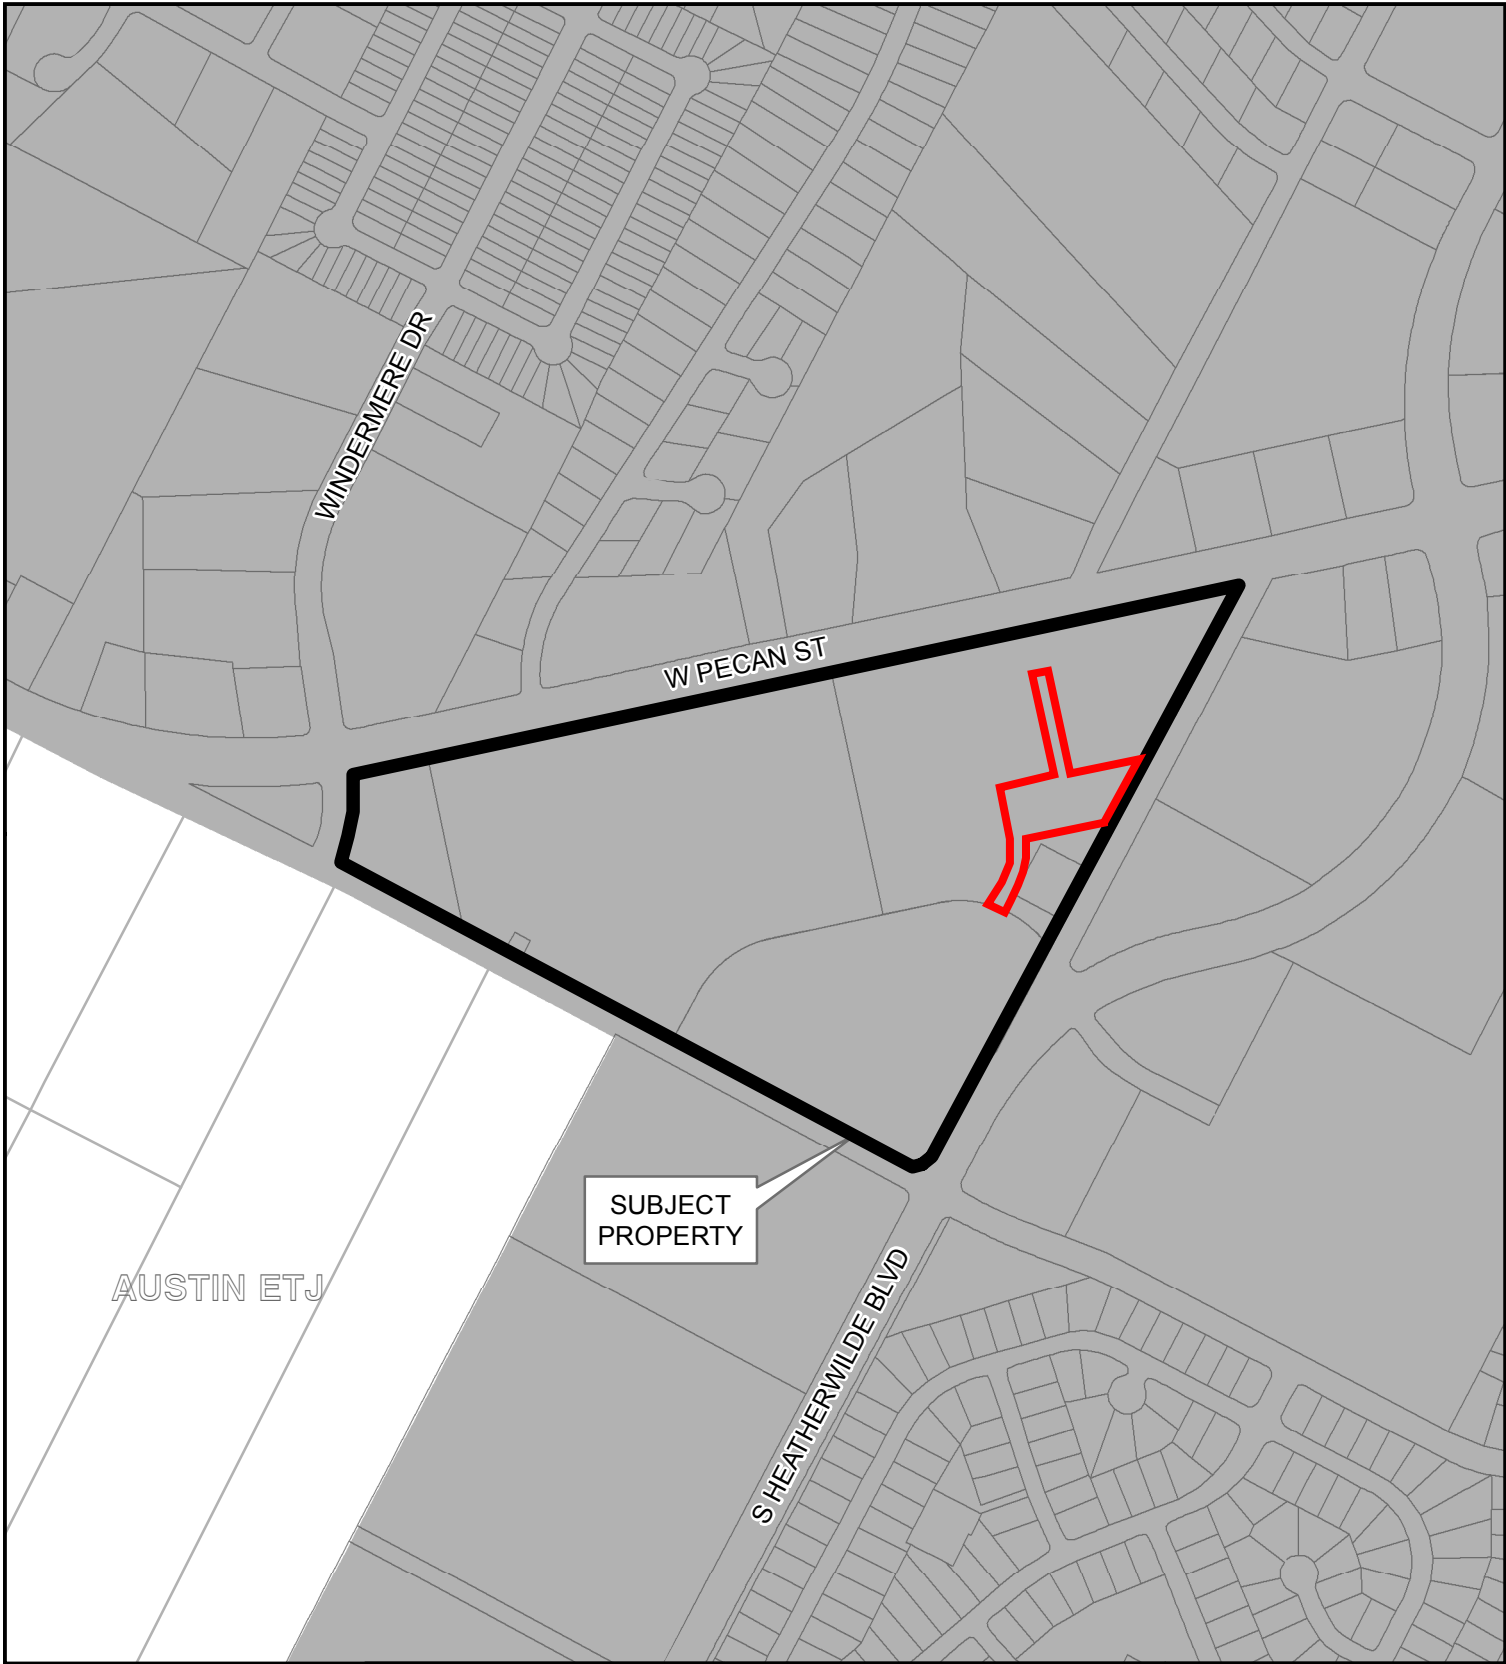 WINDERMERE DR
W PECAN ST
SUBJECT
PROPERTY
AUSTIN ETJ
S HEATHERWILDE BLVD